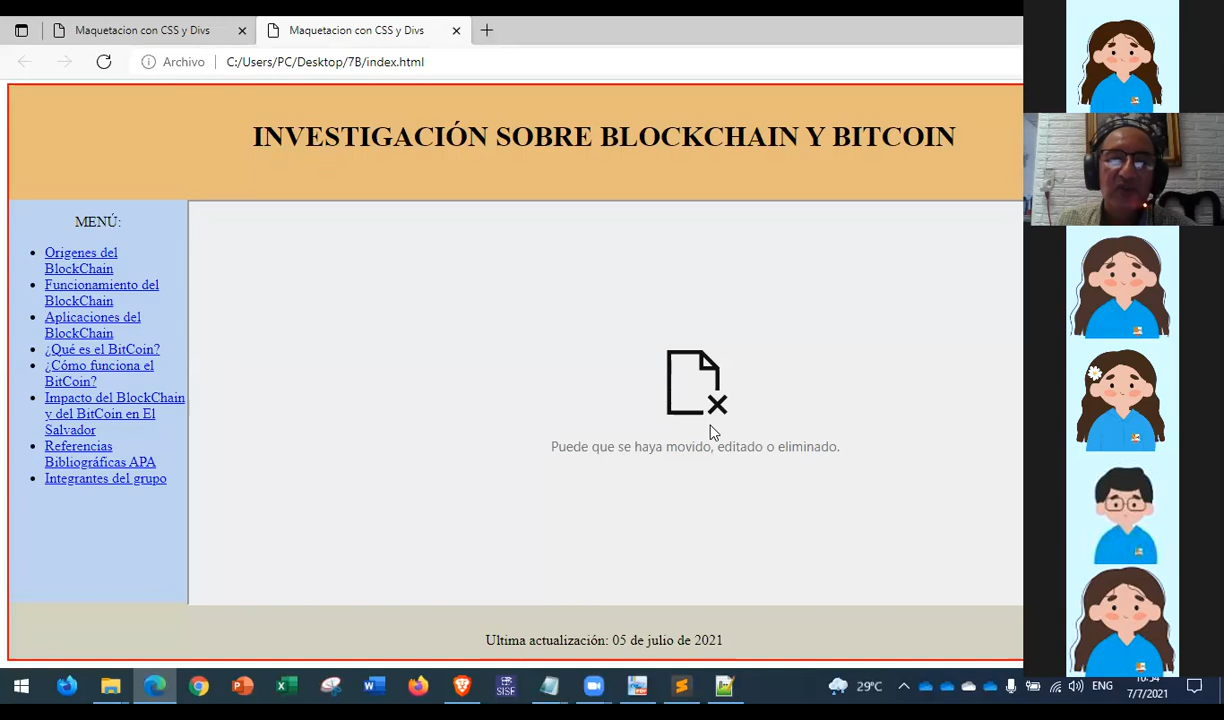 Maquetacion con CSS y Divs
Maquetacion con CSS y Divs
Archivo C:/Users/PC/Desktop/7B/index.html
INVESTIGACIÓN SOBRE BLOCKCHAIN Y BITCOIN
MENÚ:
Origenes del
BlockChain
Funcionamiento del
BlockChain
Aplicaciones del
BlockChain
¿Qué es el BitCoin?
¿Cómo funciona el
BitCoin?
Impacto del BlockChain
y del BitCoin en El
Salvador
Referencias
Bibliográficas APA
Integrantes del grupo
Puede que se haya movido, editado o eliminado.
Ultima actualización: 05 de julio de 2021
SISE
29°C
ENG
7/7/2021